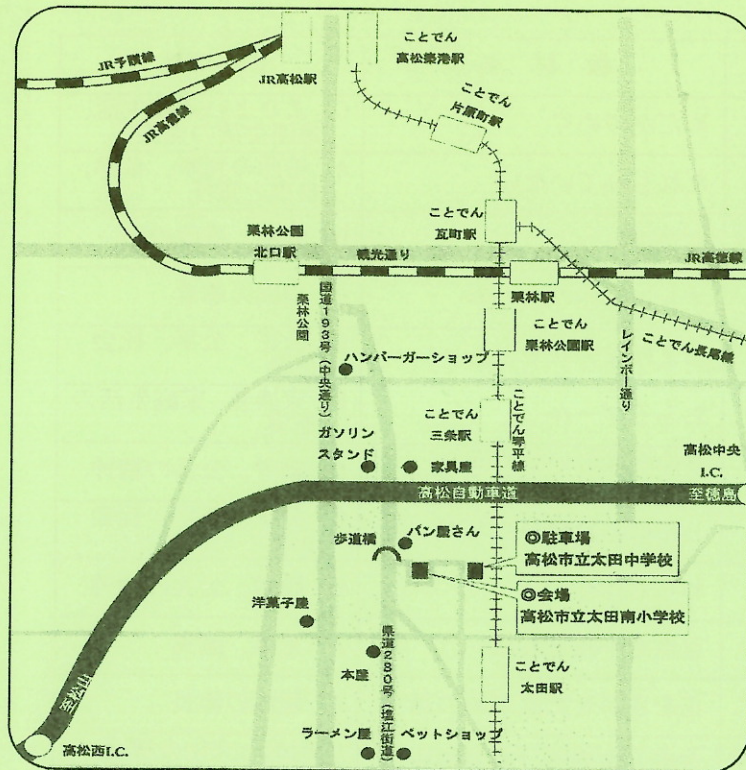 JR予讃線
JR高松駅
ことでん
高松築港駅
JR高徳線
ことでん
片原町駅
ことでん
瓦町駅
栗林公園
北口駅
観光通り
JR高徳線
栗林駅
栗林公園
国道193号(中央通り)
ことでん
栗林公園駅
レインボー通り
ことでん長尾線
ハンバーガーショップ
ことでん
三条駅
ことでん琴平線
ガソリン
スタンド
家具屋
高松中央
I.C.
高松自動車道
至徳島
歩道橋
パン屋さん
◎駐車場
高松市立太田中学校
◎会場
高松市立太田南小学校
洋菓子屋
本屋
県道280号(塩江街道)
ことでん
太田駅
至松山
高松西I.C.
ラーメン屋
ペットショップ